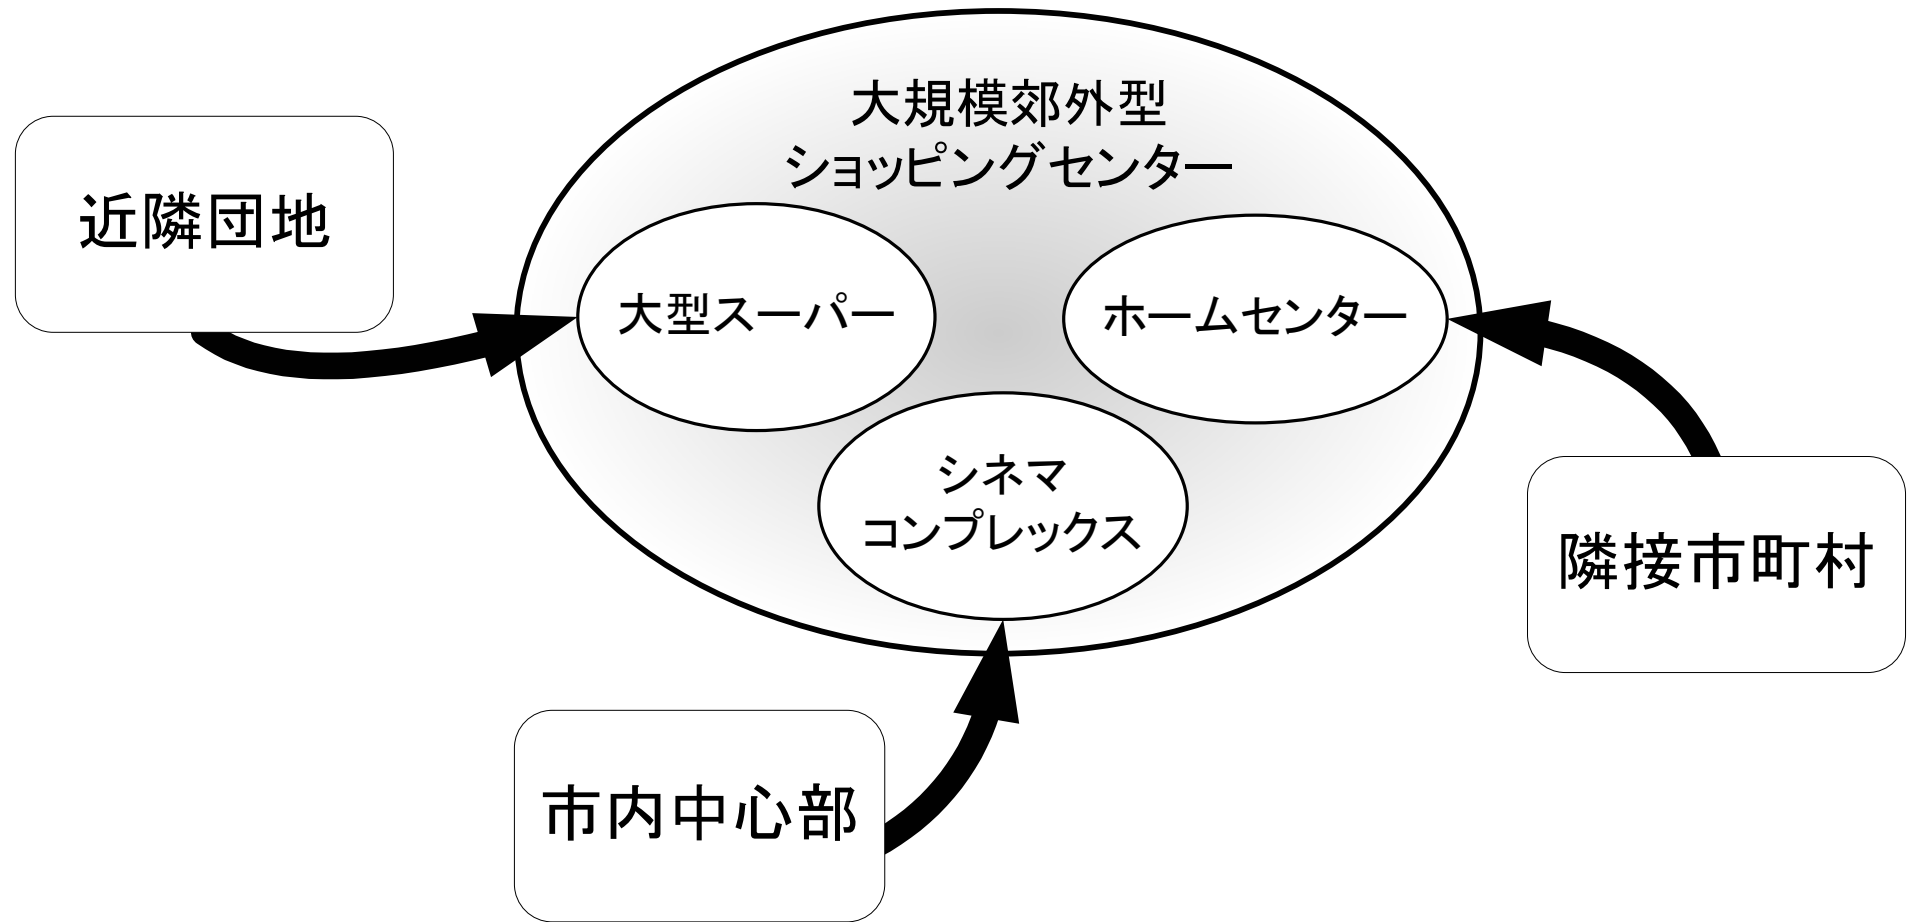 大規模郊外型
ショッピングセンター
近隣団地
大型スーパー
ホームセンター
シネマ
コンプレックス
隣接市町村
市内中心部